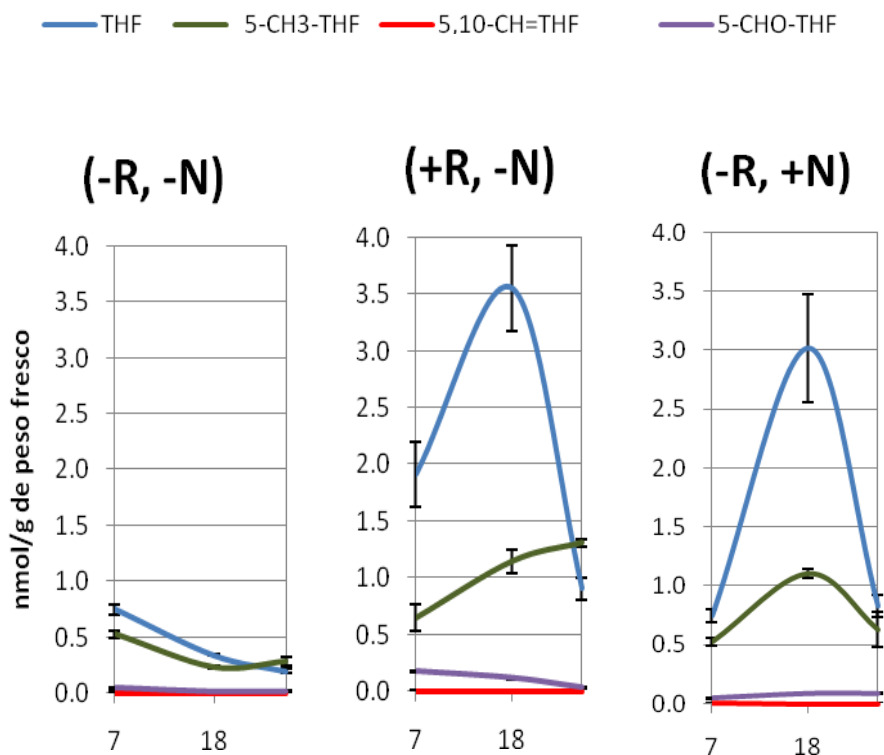 THF 5-CH3-THF 5,10-CH=THF 5-CHO-THF
(-R, -N) (+R, -N) (-R, +N)
nmol/g de peso fresco
4.0 4.0 4.0
3.5 3.5 3.5
3.0 3.0 3.0
2.5 2.5 2.5
2.0 2.0 2.0
1.5 1.5 1.5
1.0 1.0 1.0
0.5 0.5 0.5
0.0 0.0 0.0
7 18 7 18 7 18